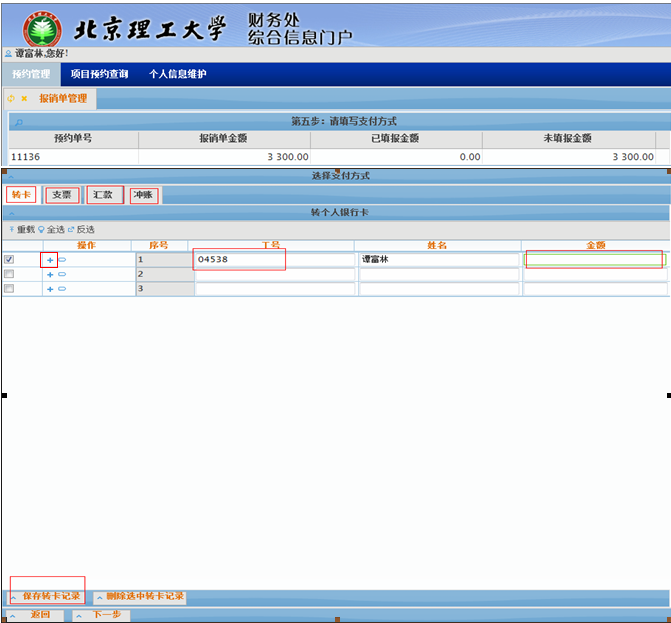 北京理工大学 财务处
综合信息门户
谭富林,您好!
预约管理 项目预约查询 个人信息维护
报销单管理
第五步：请填写支付方式
预约单号 报销单金额 已填报金额 未填报金额
11136 3 300.00 0.00 3 300.00
选择支付方式
转卡 支票 汇款 冲账
转个人银行卡
重载 全选 反选
操作 序号 工号 姓名 金额
1 04538 谭富林
2
3
保存转卡记录 删除选中转卡记录
返回 下一步